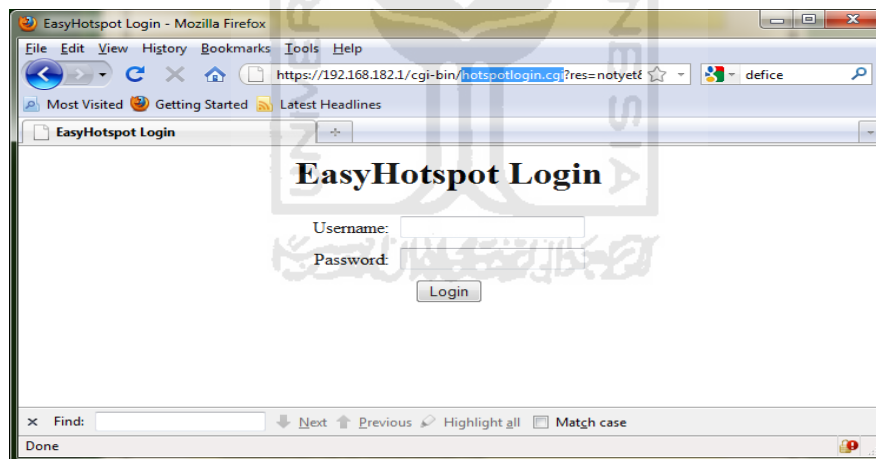 EasyHotspot Login - Mozilla Firefox
File Edit View History Bookmarks Tools Help
https://192.168.182.1/cgi-bin/hotspotlogin.cgi?res=notyet& defice
Most Visited Getting Started Latest Headlines
EasyHotspot Login
EasyHotspot Login
Username:
Password:
Login
× Find: Next Previous Highlight all Match case
Done